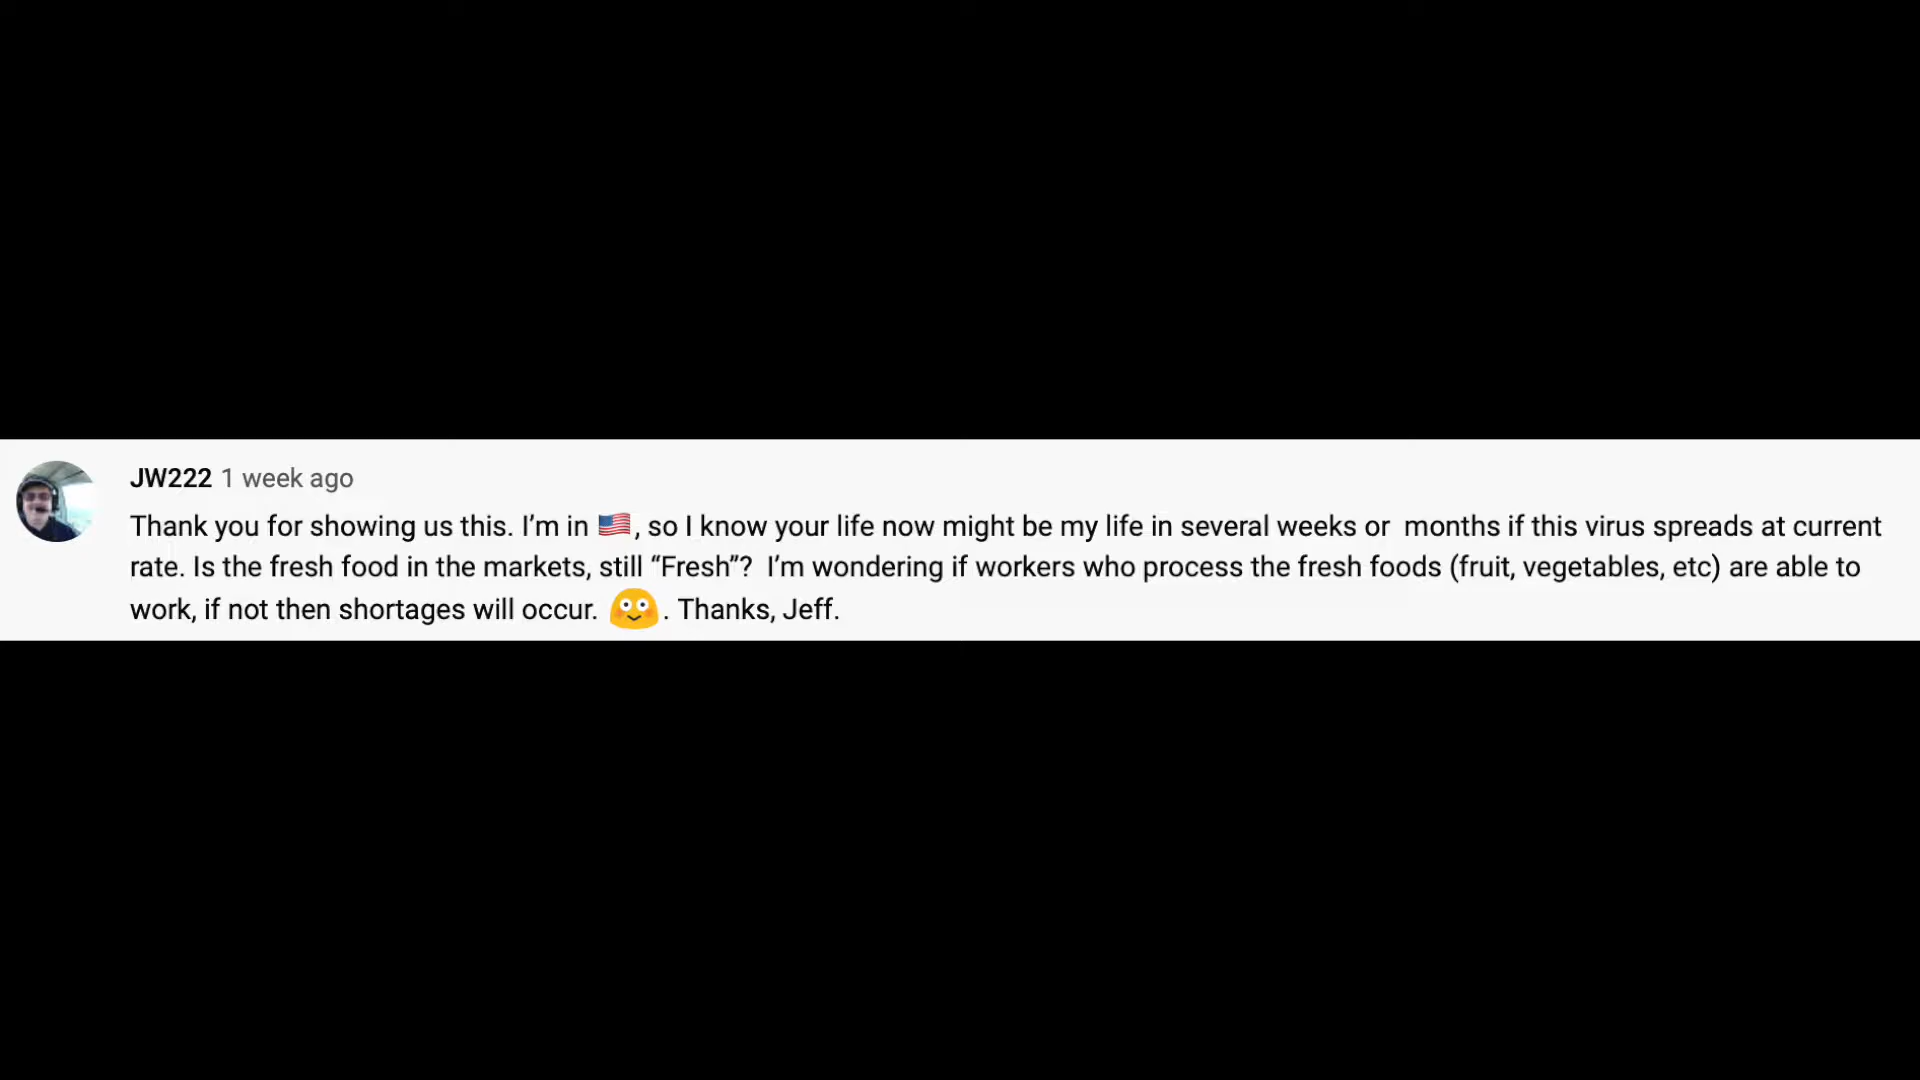 JW222 1 week ago
Thank you for showing us this. I’m in 🇺🇸, so I know your life now might be my life in several weeks or  months if this virus spreads at current
rate. Is the fresh food in the markets, still “Fresh”?  I’m wondering if workers who process the fresh foods (fruit, vegetables, etc) are able to
work, if not then shortages will occur. 😳. Thanks, Jeff.